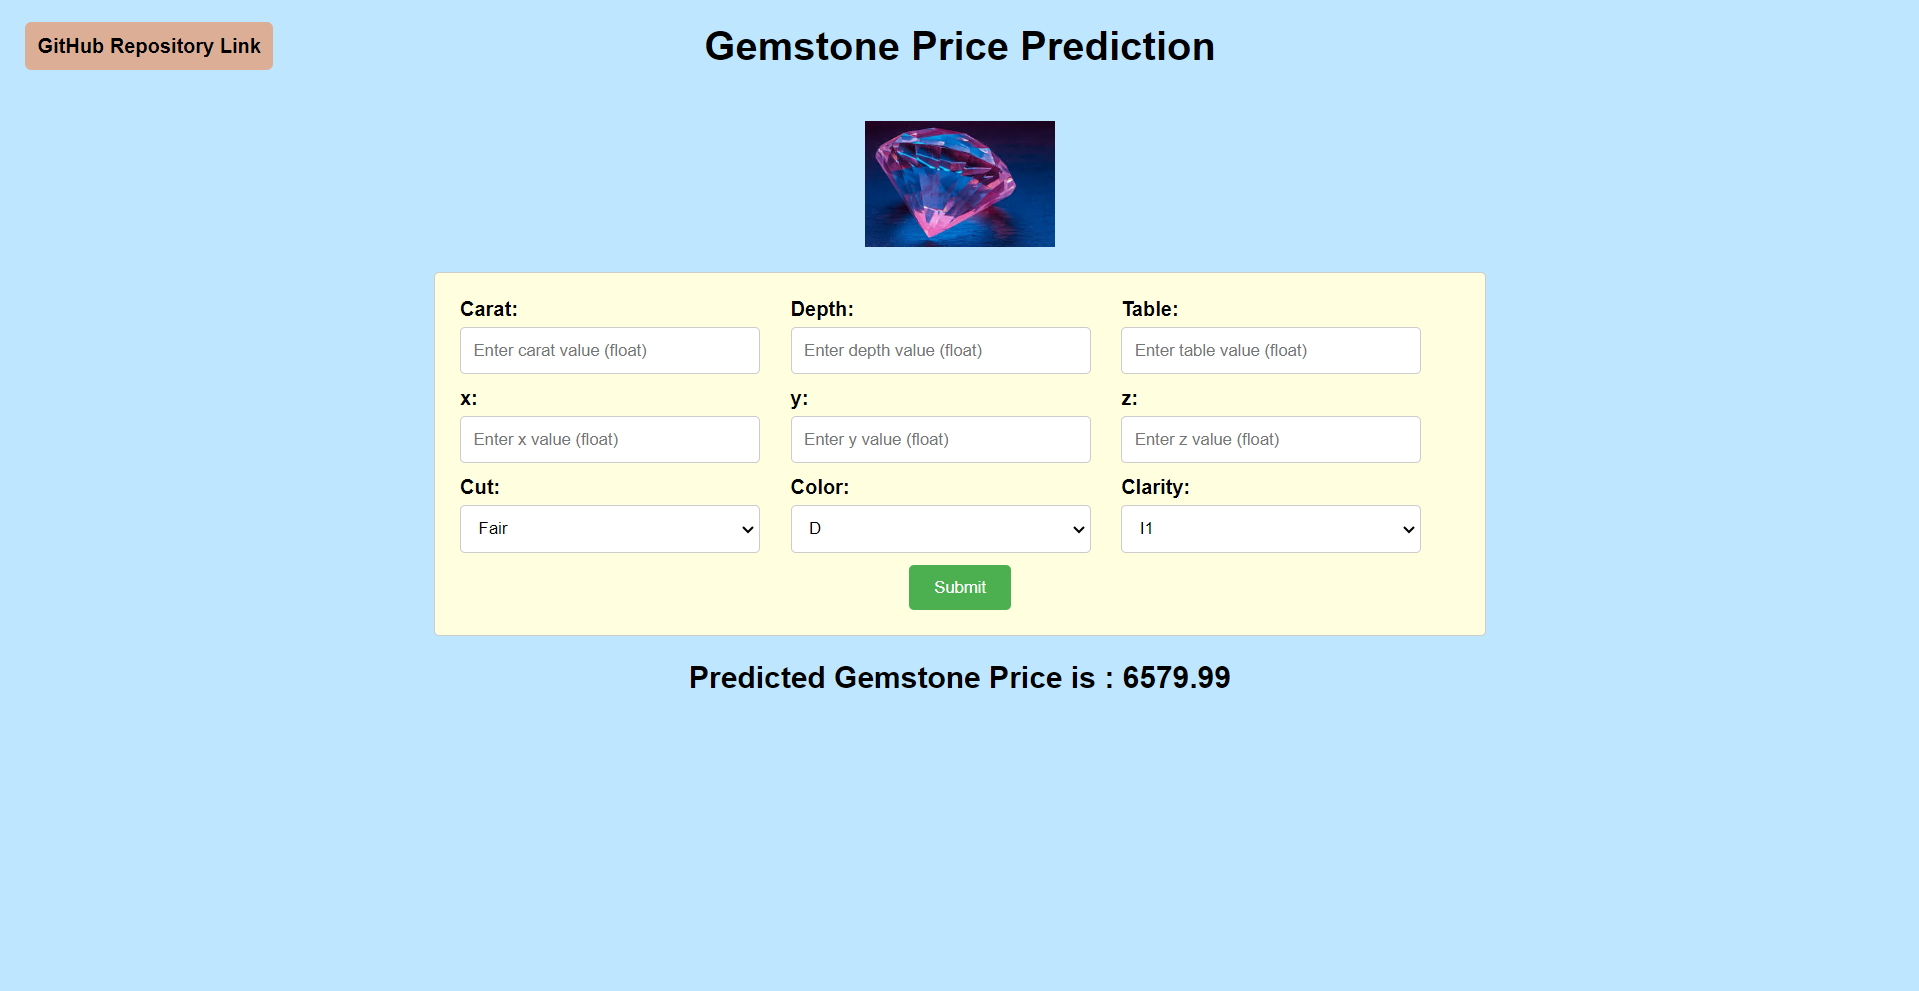 GitHub Repository Link
Gemstone Price Prediction
Carat: Depth: Table:
Enter carat value (float) Enter depth value (float) Enter table value (float)
x: y: z:
Enter x value (float) Enter y value (float) Enter z value (float)
Cut: Color: Clarity:
Fair D I1
Submit
Predicted Gemstone Price is : 6579.99